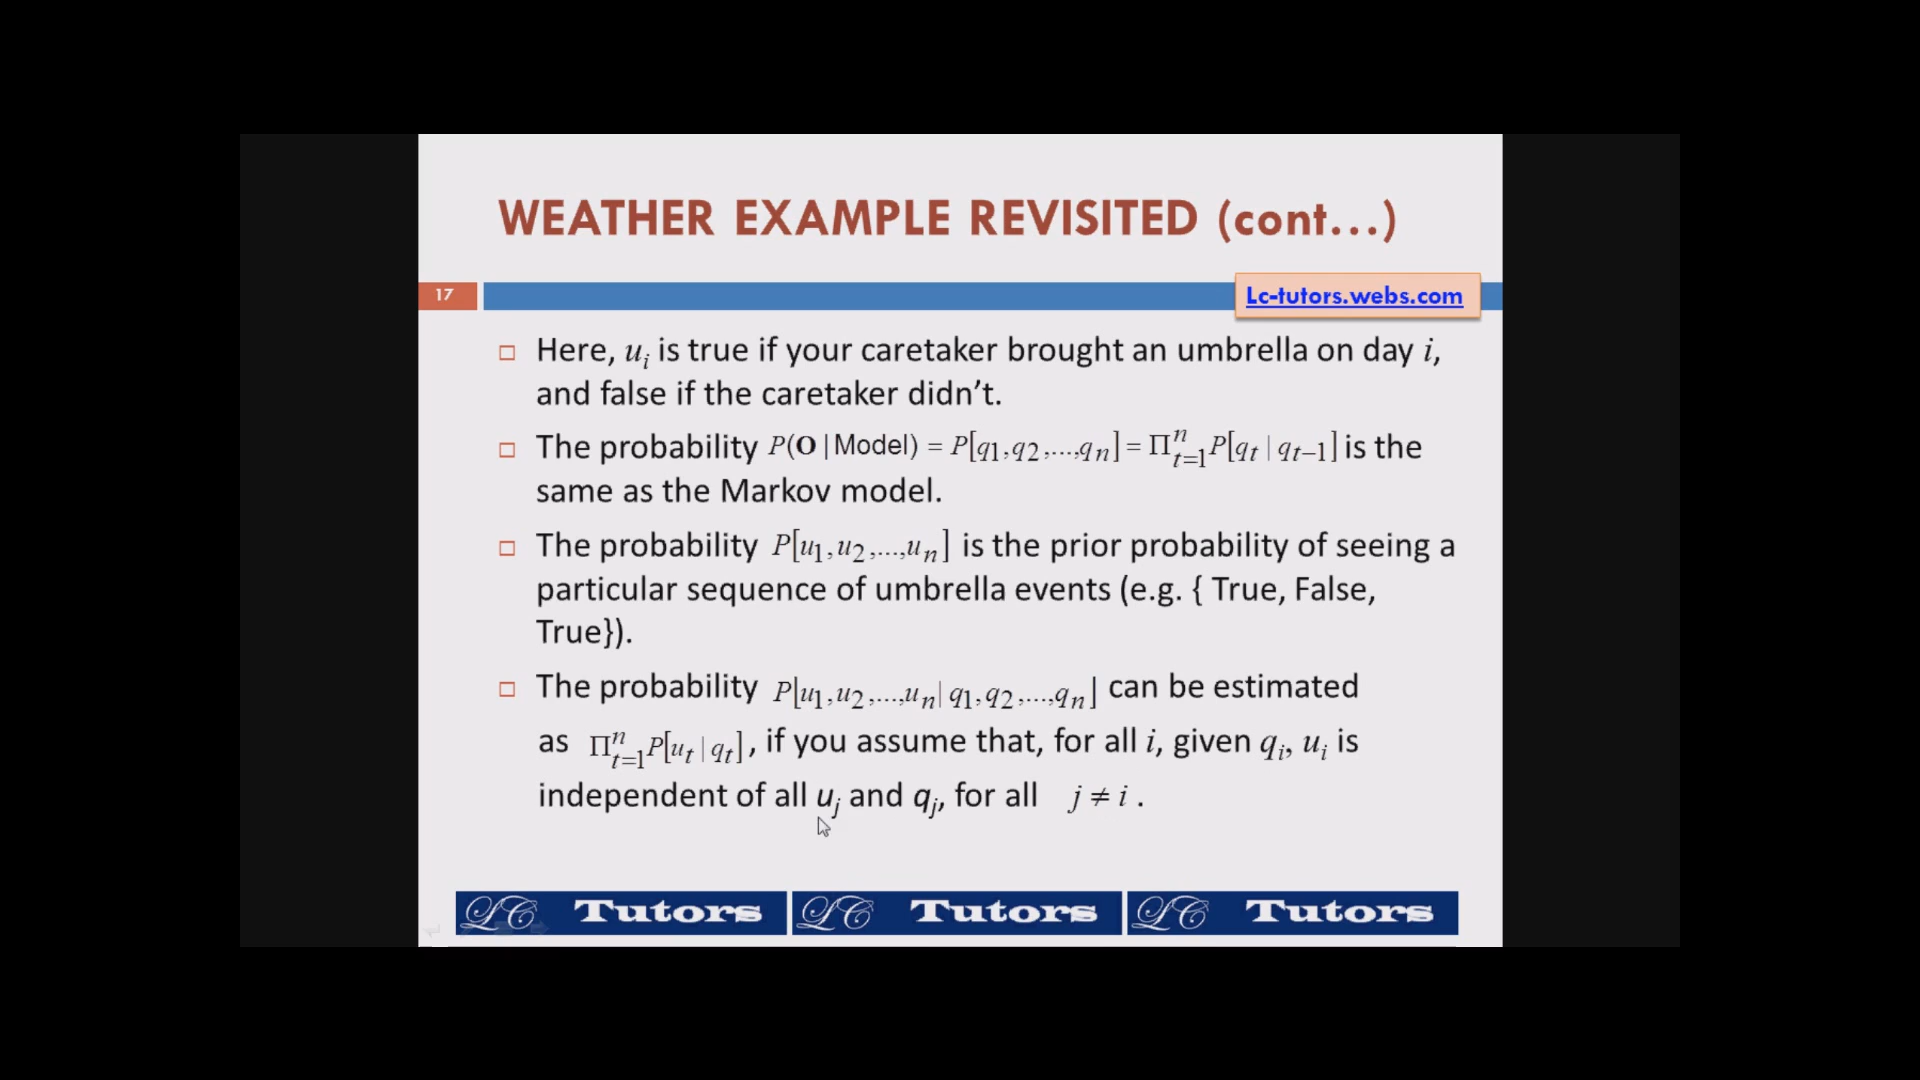 WEATHER EXAMPLE REVISITED (cont...)
17
Lc-tutors.webs.com
Here, u_i is true if your caretaker brought an umbrella on day i,
and false if the caretaker didn’t.
The probability P(O | Model) = P[q_1, q_2, ..., q_n] = Π_{t=1}^n P[q_t | q_{t-1}] is the
same as the Markov model.
The probability P[u_1, u_2, ..., u_n] is the prior probability of seeing a
particular sequence of umbrella events (e.g. { True, False,
True}).
The probability P[u_1, u_2, ..., u_n | q_1, q_2, ..., q_n] can be estimated
as Π_{t=1}^n P[u_t | q_t], if you assume that, for all i, given q_i, u_i is
independent of all u_j and q_j, for all j ≠ i .
LC Tutors LC Tutors LC Tutors